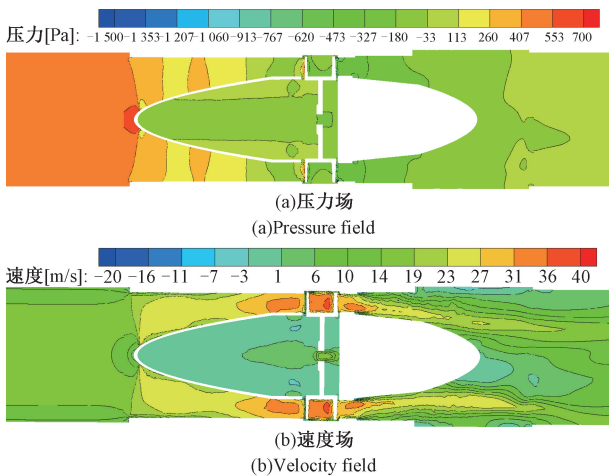 压力[Pa]: −1 500 −1 353 −1 207 −1 060 −913 −767 −620 −473 −327 −180 −33 113 260 407 553 700
(a)压力场
(a)Pressure field
速度[m/s] −20 −16 −11 −7 −3 1 6 10 14 19 23 27 31 36 40
(b)速度场
(b)Velocity field